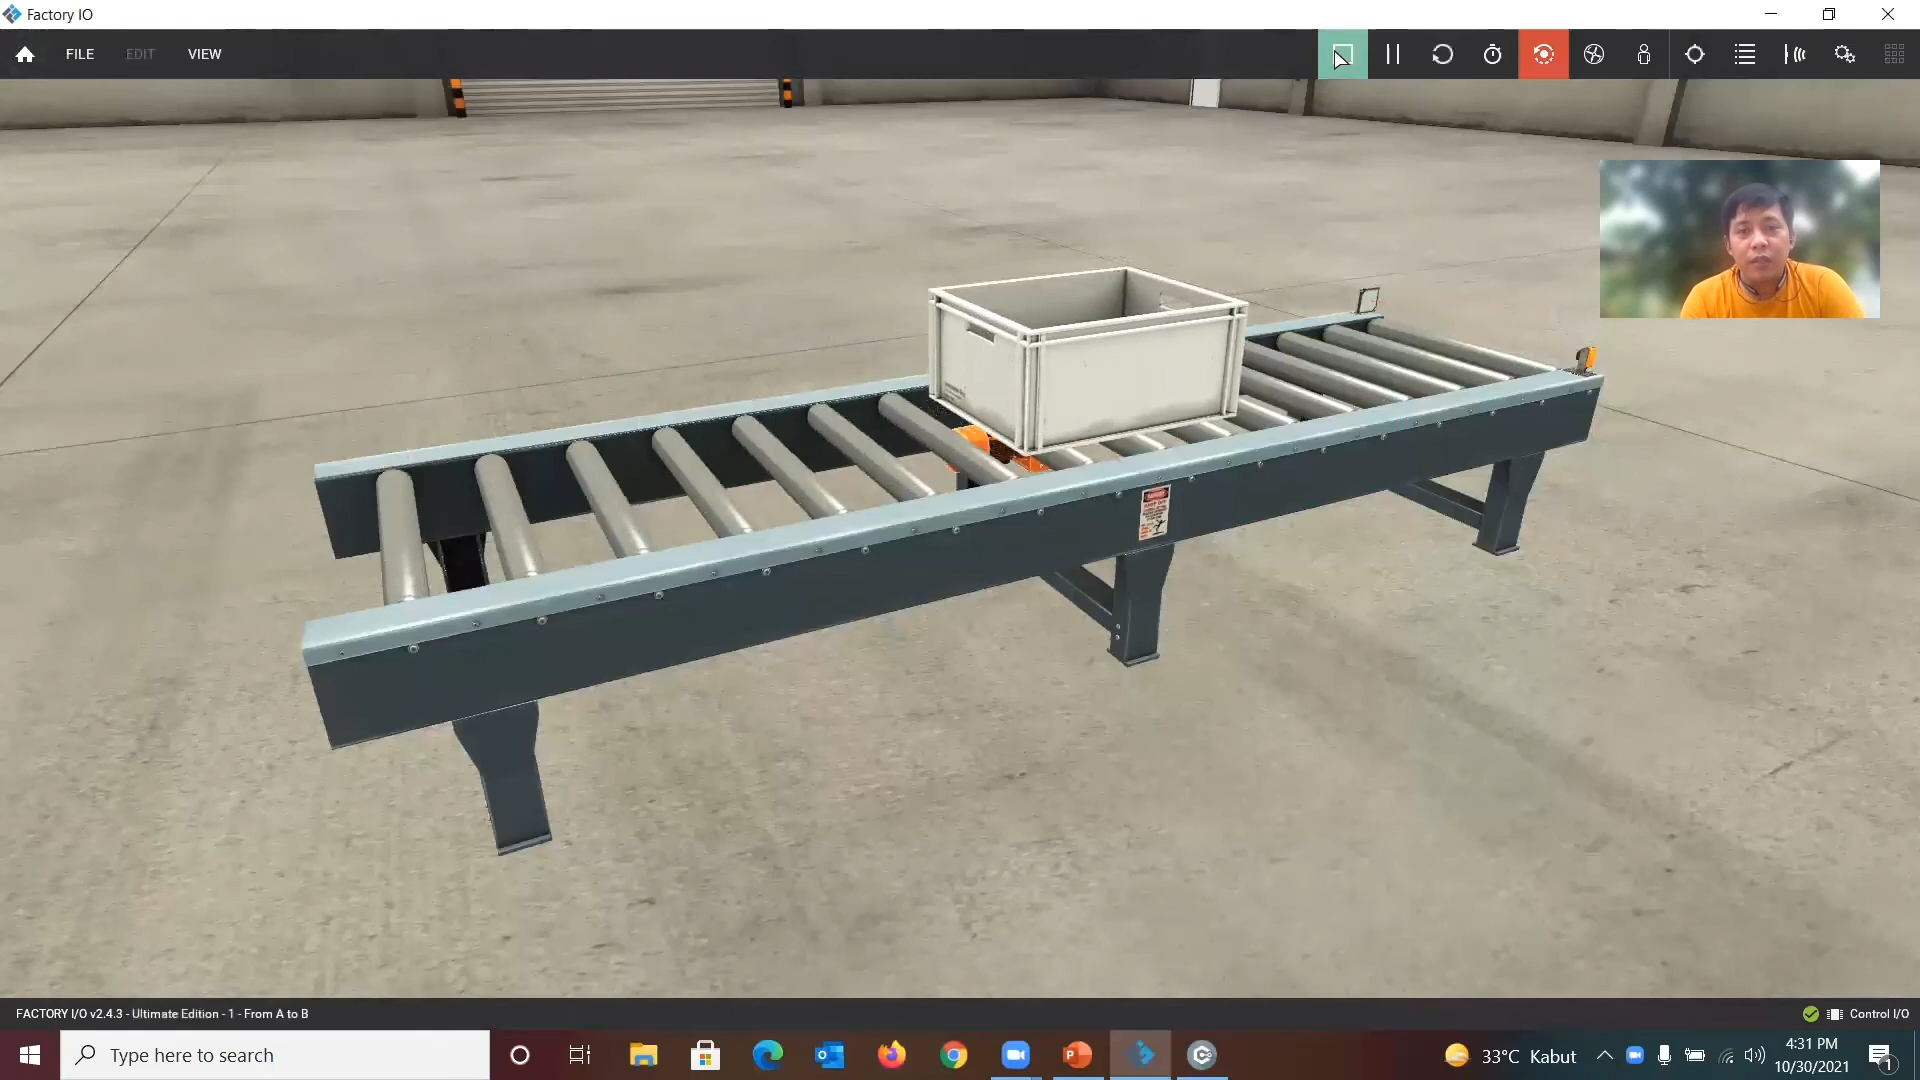 Factory IO
FILE EDIT VIEW
FACTORY I/O v2.4.3 - Ultimate Edition - 1 - From A to B
Control I/O
Type here to search
33°C Kabut
4:31 PM
10/30/2021
1